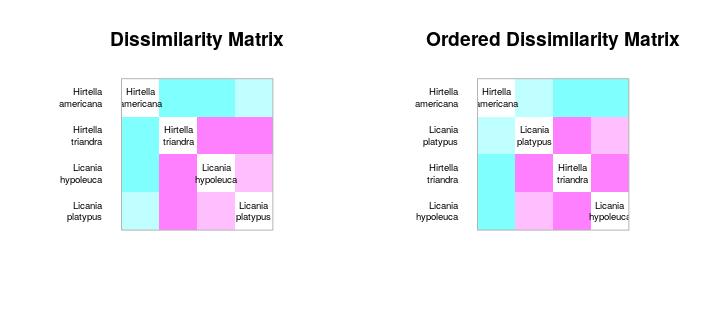 Dissimilarity Matrix
Hirtella
americana
Hirtella
americana
Hirtella
triandra
Hirtella
triandra
Licania
hypoleuca
Licania
hypoleuca
Licania
platypus
Licania
platypus
Ordered Dissimilarity Matrix
Hirtella
americana
Hirtella
americana
Licania
platypus
Licania
platypus
Hirtella
triandra
Hirtella
triandra
Licania
hypoleuca
Licania
hypoleuca